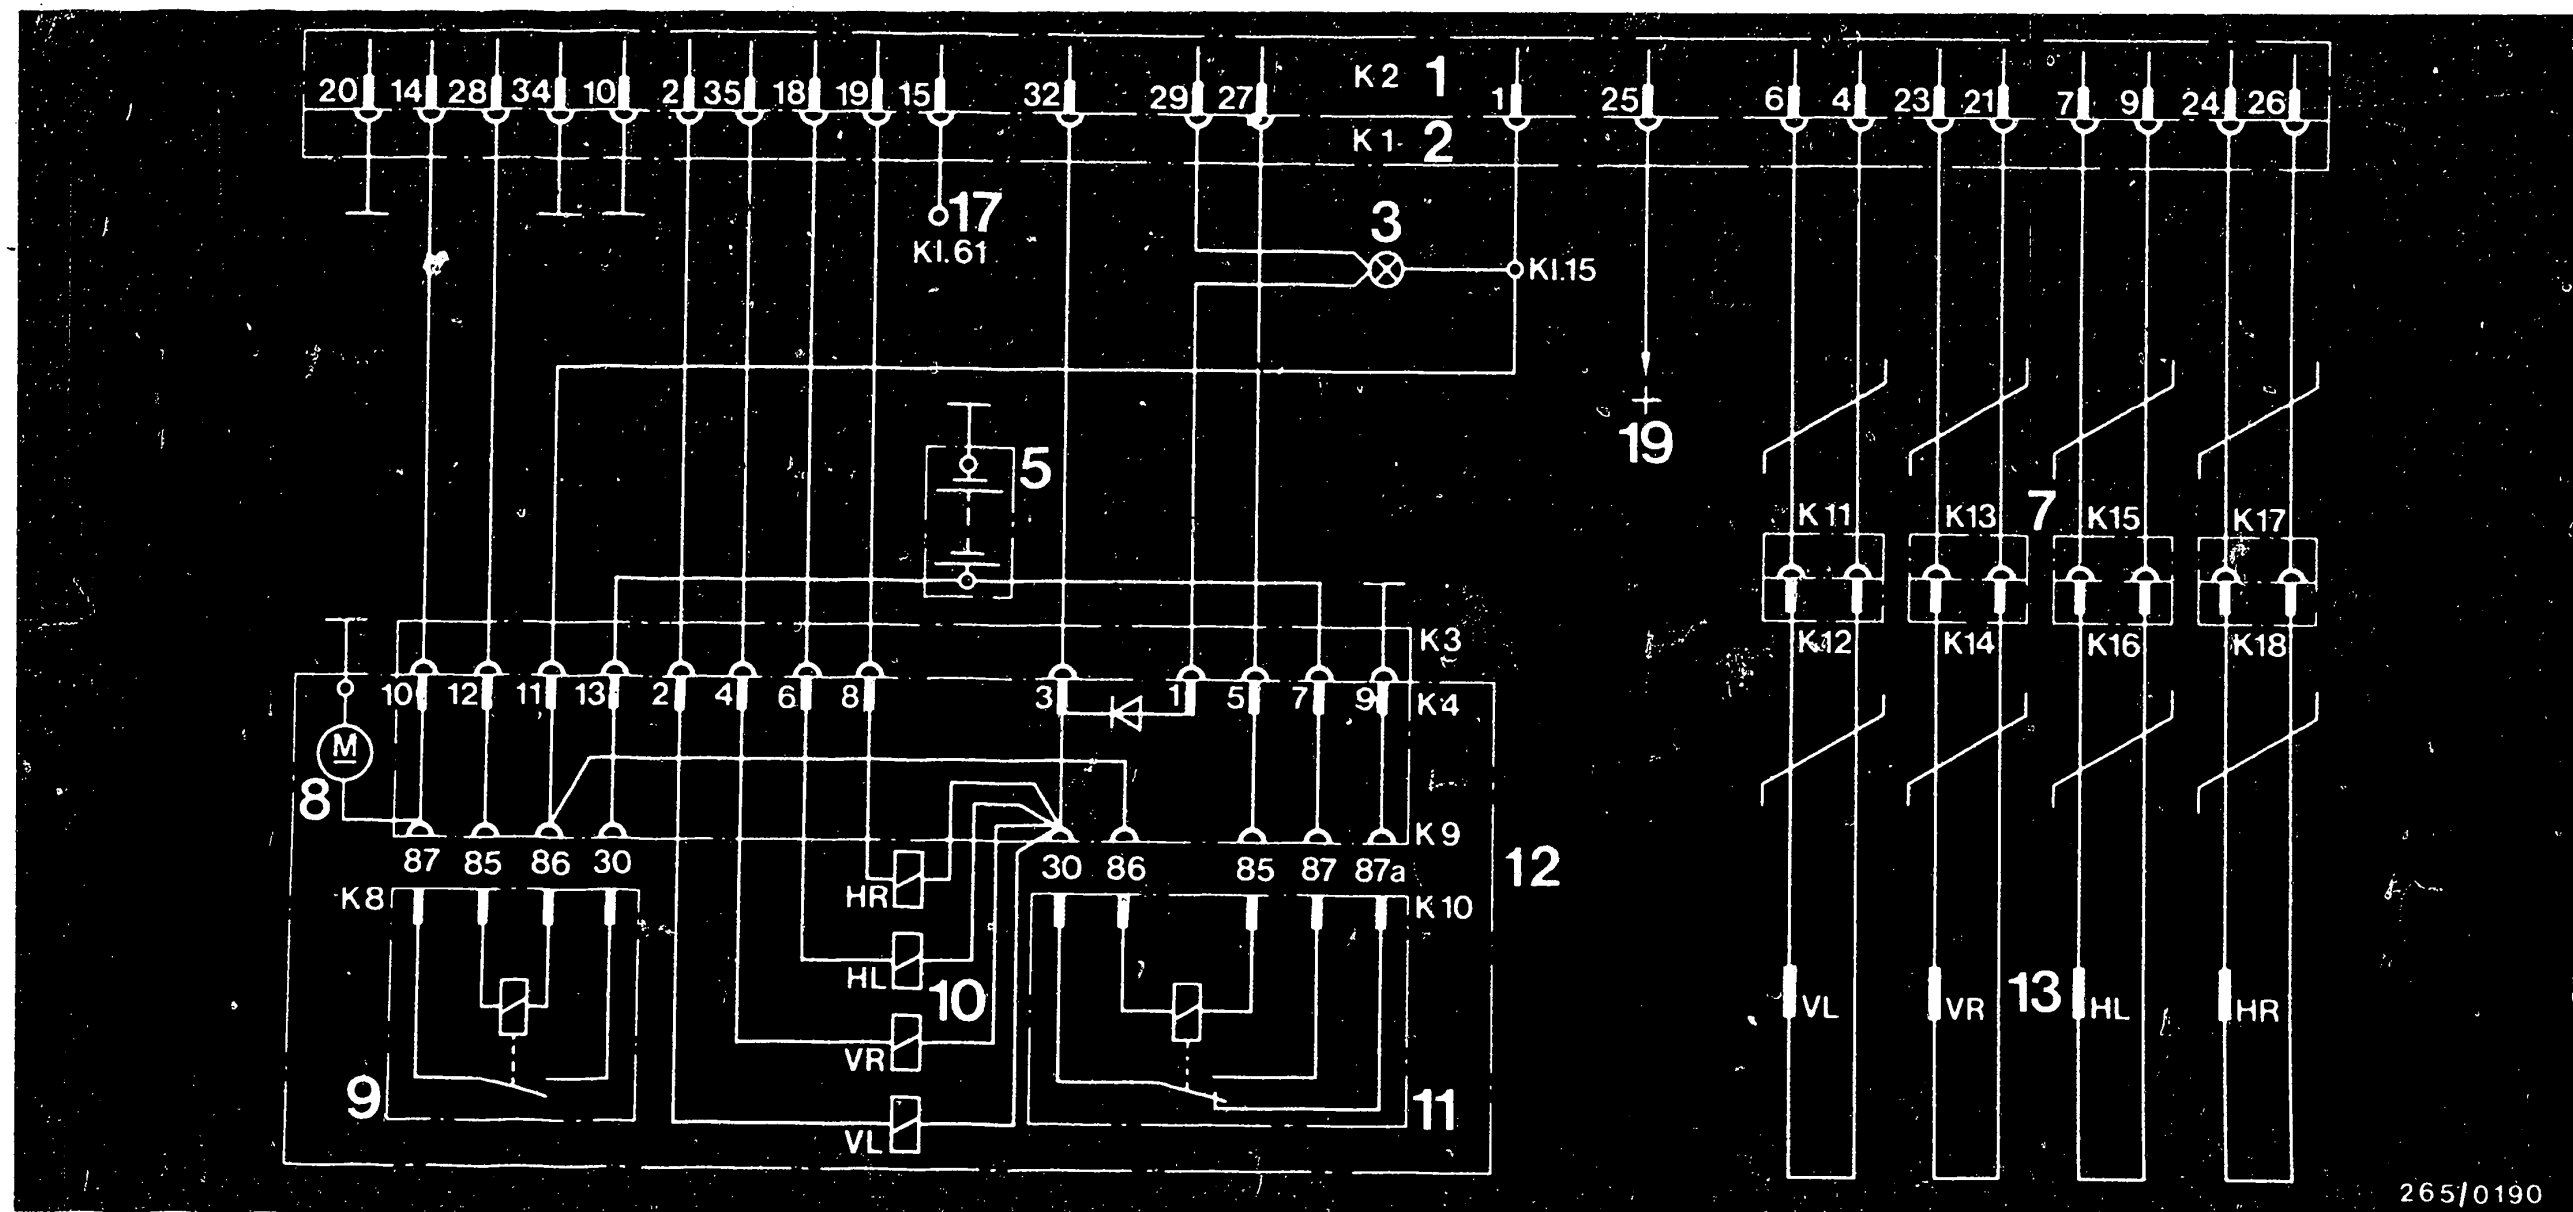 20 14 28 34 10 2 35 18 19 15 32 29 27 K2 1 1 25 6 4 23 21 7 9 24 26
K1 2
17
KI.61
3
KI.15
5
19
K11 K13 7 K15 K17
K12 K14 K16 K18
K3
10 12 11 13 2 4 6 8 3 1 5 7 9 K4
M
8
K9
87 85 86 30 30 86 85 87 87a
12
K8 HR K10
HL 10
VL VR 13 HL HR
VR
9 11
VL
265/0190